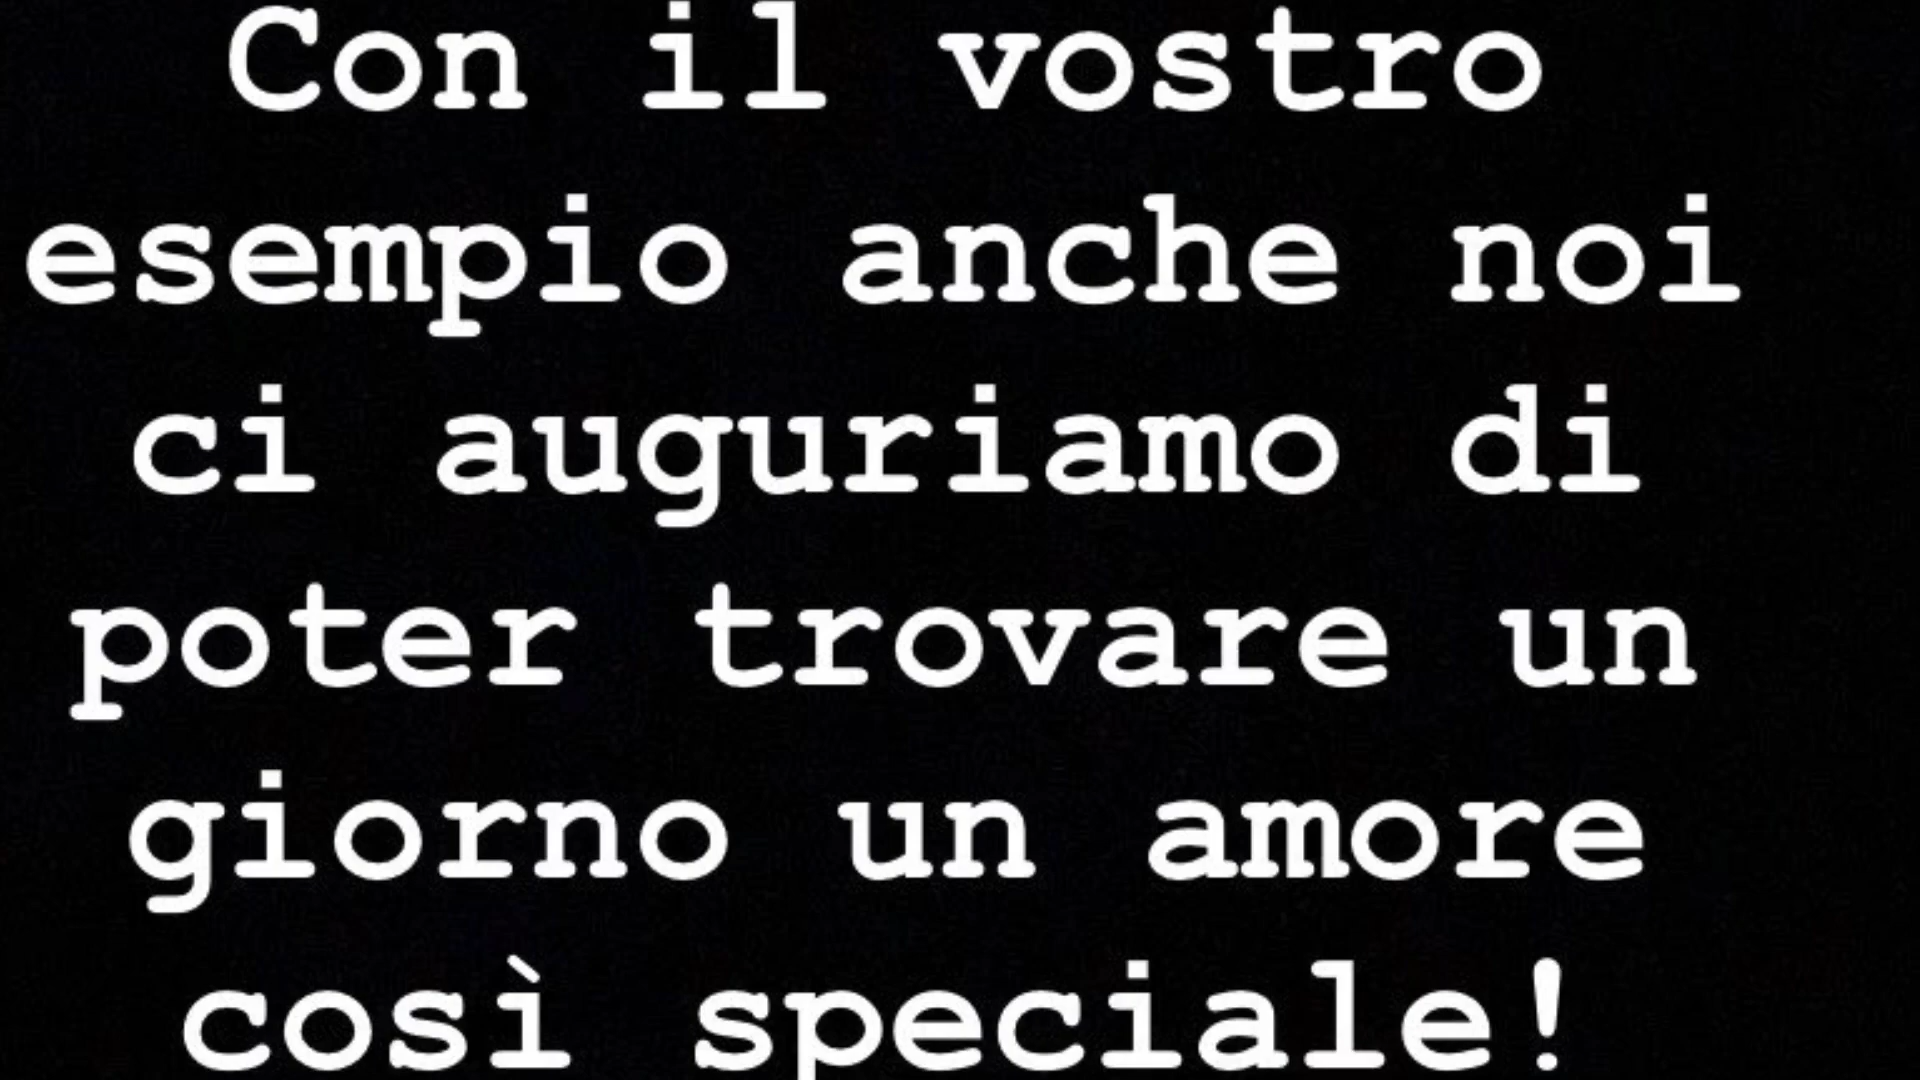 Con il vostro
esempio anche noi
ci auguriamo di
poter trovare un
giorno un amore
così speciale!